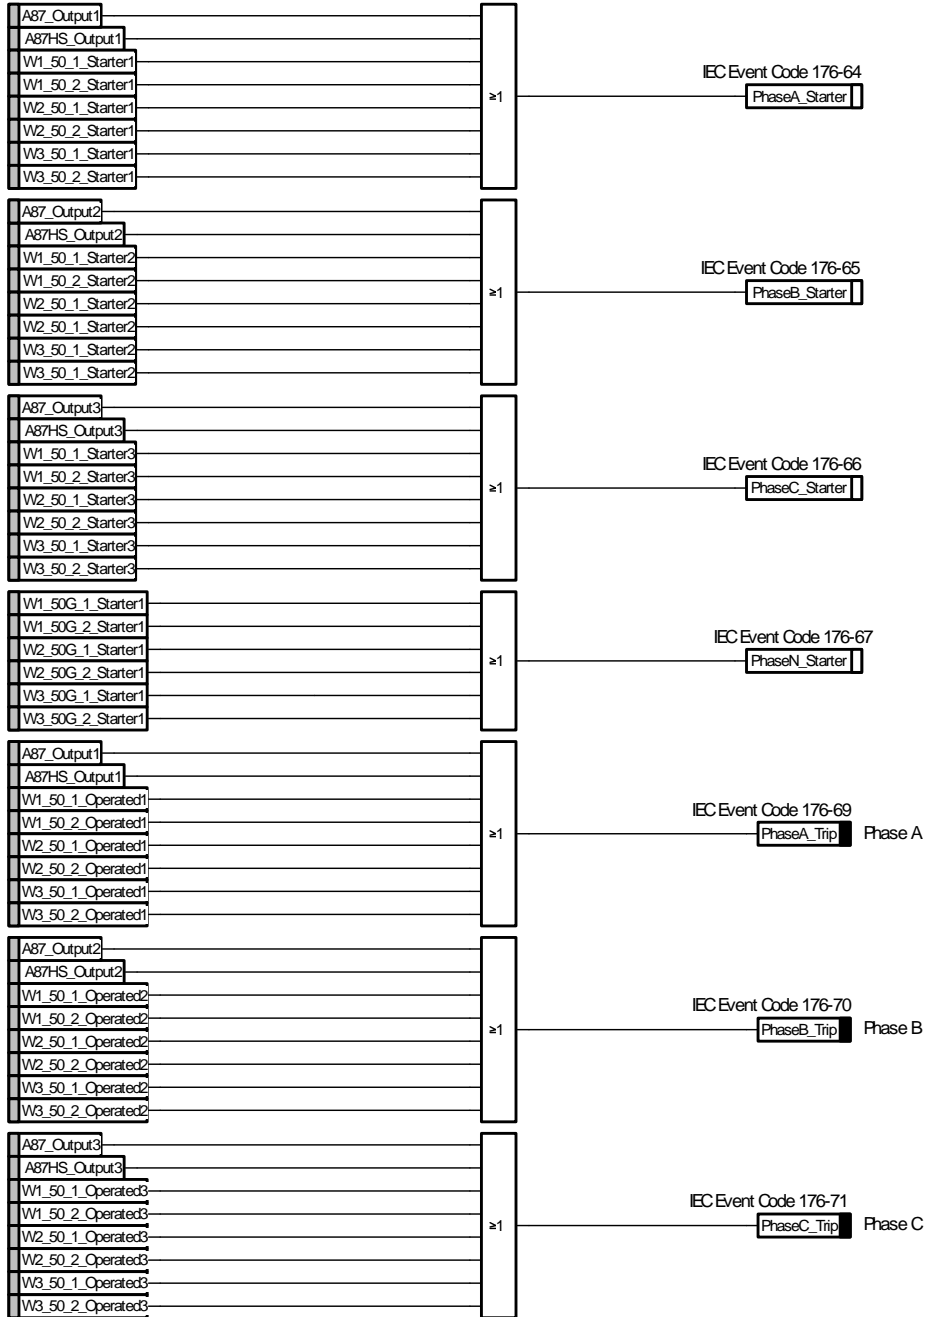 A87_Output1
A87HS_Output1
W1_50_1_Starter1
W1_50_2_Starter1
W2_50_1_Starter1
W2_50_2_Starter1
W3_50_1_Starter1
W3_50_2_Starter1
≥1
IEC Event Code 176-64
PhaseA_Starter
A87_Output2
A87HS_Output2
W1_50_1_Starter2
W1_50_2_Starter2
W2_50_1_Starter2
W2_50_1_Starter2
W3_50_1_Starter2
W3_50_1_Starter2
≥1
IEC Event Code 176-65
PhaseB_Starter
A87_Output3
A87HS_Output3
W1_50_1_Starter3
W1_50_2_Starter3
W2_50_1_Starter3
W2_50_2_Starter3
W3_50_1_Starter3
W3_50_2_Starter3
≥1
IEC Event Code 176-66
PhaseC_Starter
W1_50G_1_Starter1
W1_50G_2_Starter1
W2_50G_1_Starter1
W2_50G_2_Starter1
W3_50G_1_Starter1
W3_50G_2_Starter1
≥1
IEC Event Code 176-67
PhaseN_Starter
A87_Output1
A87HS_Output1
W1_50_1_Operated1
W1_50_2_Operated1
W2_50_1_Operated1
W2_50_2_Operated1
W3_50_1_Operated1
W3_50_2_Operated1
≥1
IEC Event Code 176-69
PhaseA_Trip Phase A
A87_Output2
A87HS_Output2
W1_50_1_Operated2
W1_50_2_Operated2
W2_50_1_Operated2
W2_50_2_Operated2
W3_50_1_Operated2
W3_50_2_Operated2
≥1
IEC Event Code 176-70
PhaseB_Trip Phase B
A87_Output3
A87HS_Output3
W1_50_1_Operated3
W1_50_2_Operated3
W2_50_1_Operated3
W2_50_2_Operated3
W3_50_1_Operated3
W3_50_2_Operated3
≥1
IEC Event Code 176-71
PhaseC_Trip Phase C